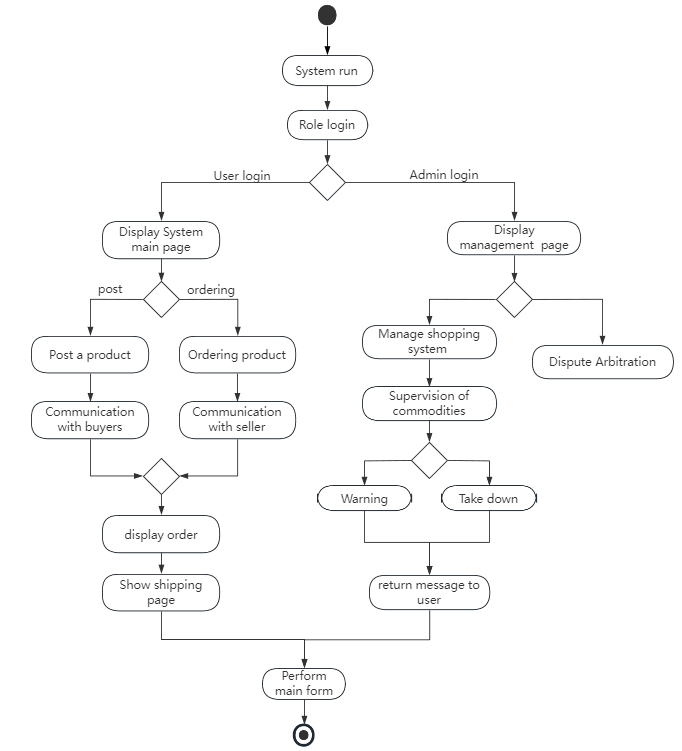 System run
Role login
User login
Admin login
Display System
main page
Display
management page
post
ordering
Manage shopping
system
Dispute Arbitration
Post a product
Ordering product
Supervision of
commodities
Communication
with buyers
Communication
with seller
Warning
Take down
display order
Show shipping
page
return message to
user
Perform
main form